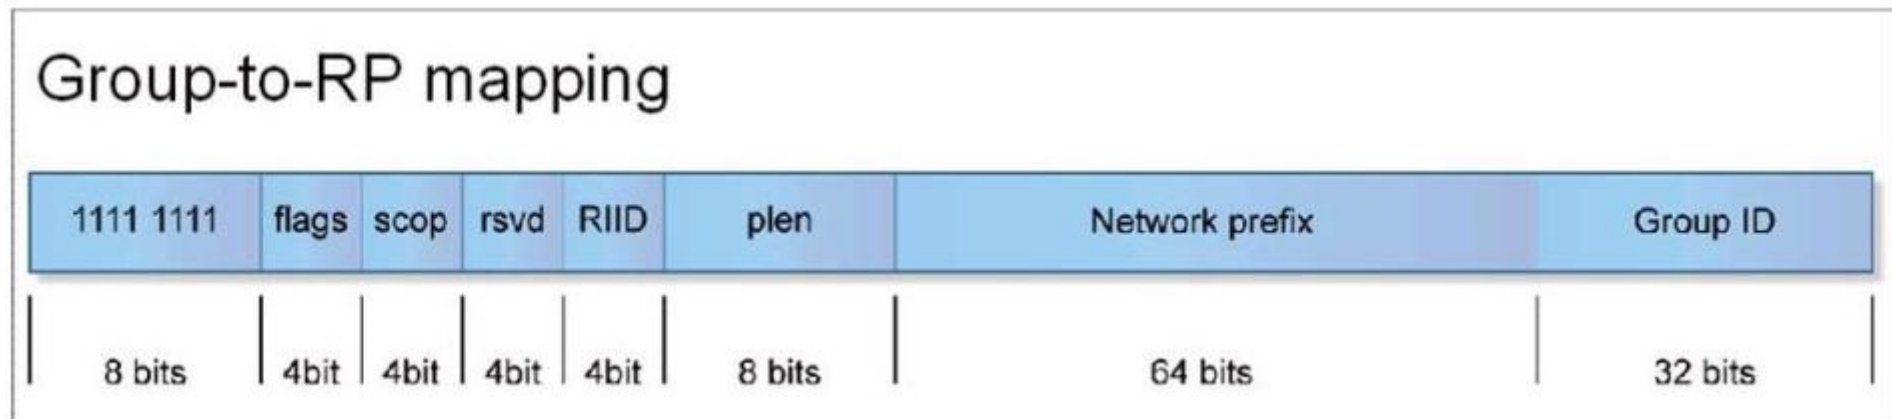 Group-to-RP mapping
1111 1111 flags scop rsvd RIID plen Network prefix Group ID
8 bits 4bit 4bit 4bit 4bit 8 bits 64 bits 32 bits